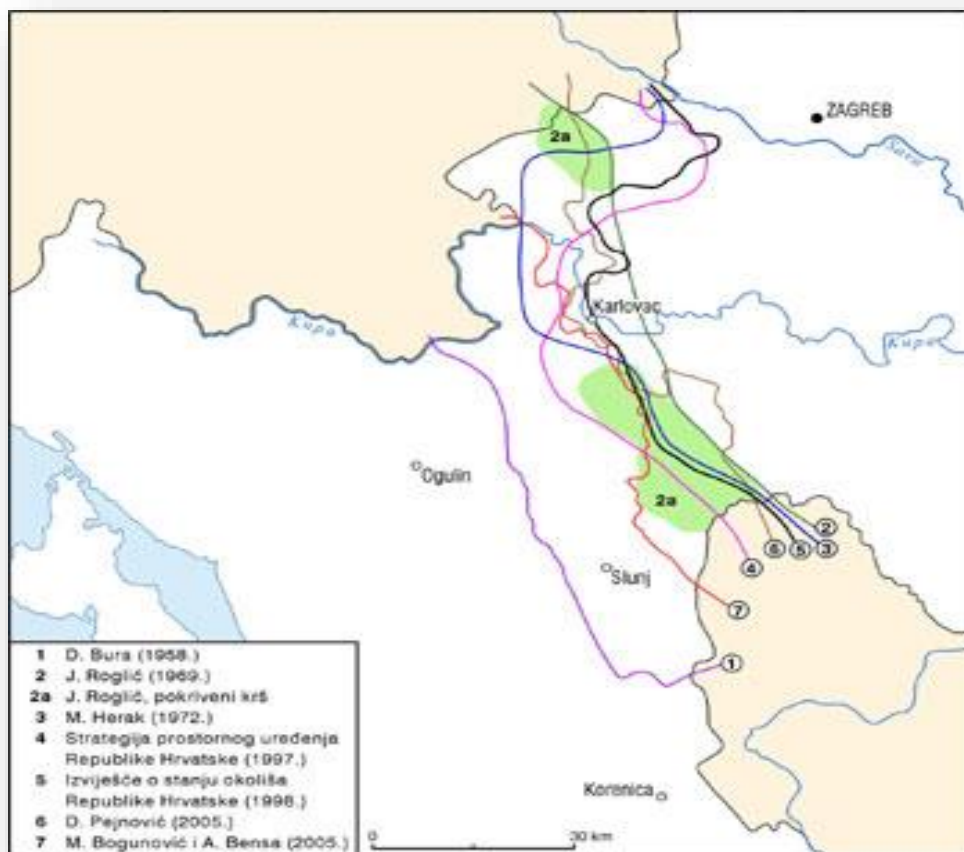 2a
ZAGREB
Sava
Karlovac
Kupa
Kupa
Ogulin
2a
2
6
5
3
4
Slunj
7
1
1 D. Bura (1958.)
2 J. Roglić (1969.)
2a J. Roglić, pokriveni krš
3 M. Herak (1972.)
4 Strategija prostornog uređenja
Republike Hrvatske (1997.)
5 Izvješće o stanju okoliša
Republike Hrvatske (1998.)
6 D. Pejnović (2005.)
7 M. Bogunović i A. Bensa (2005.)
Korenica
0 30 km